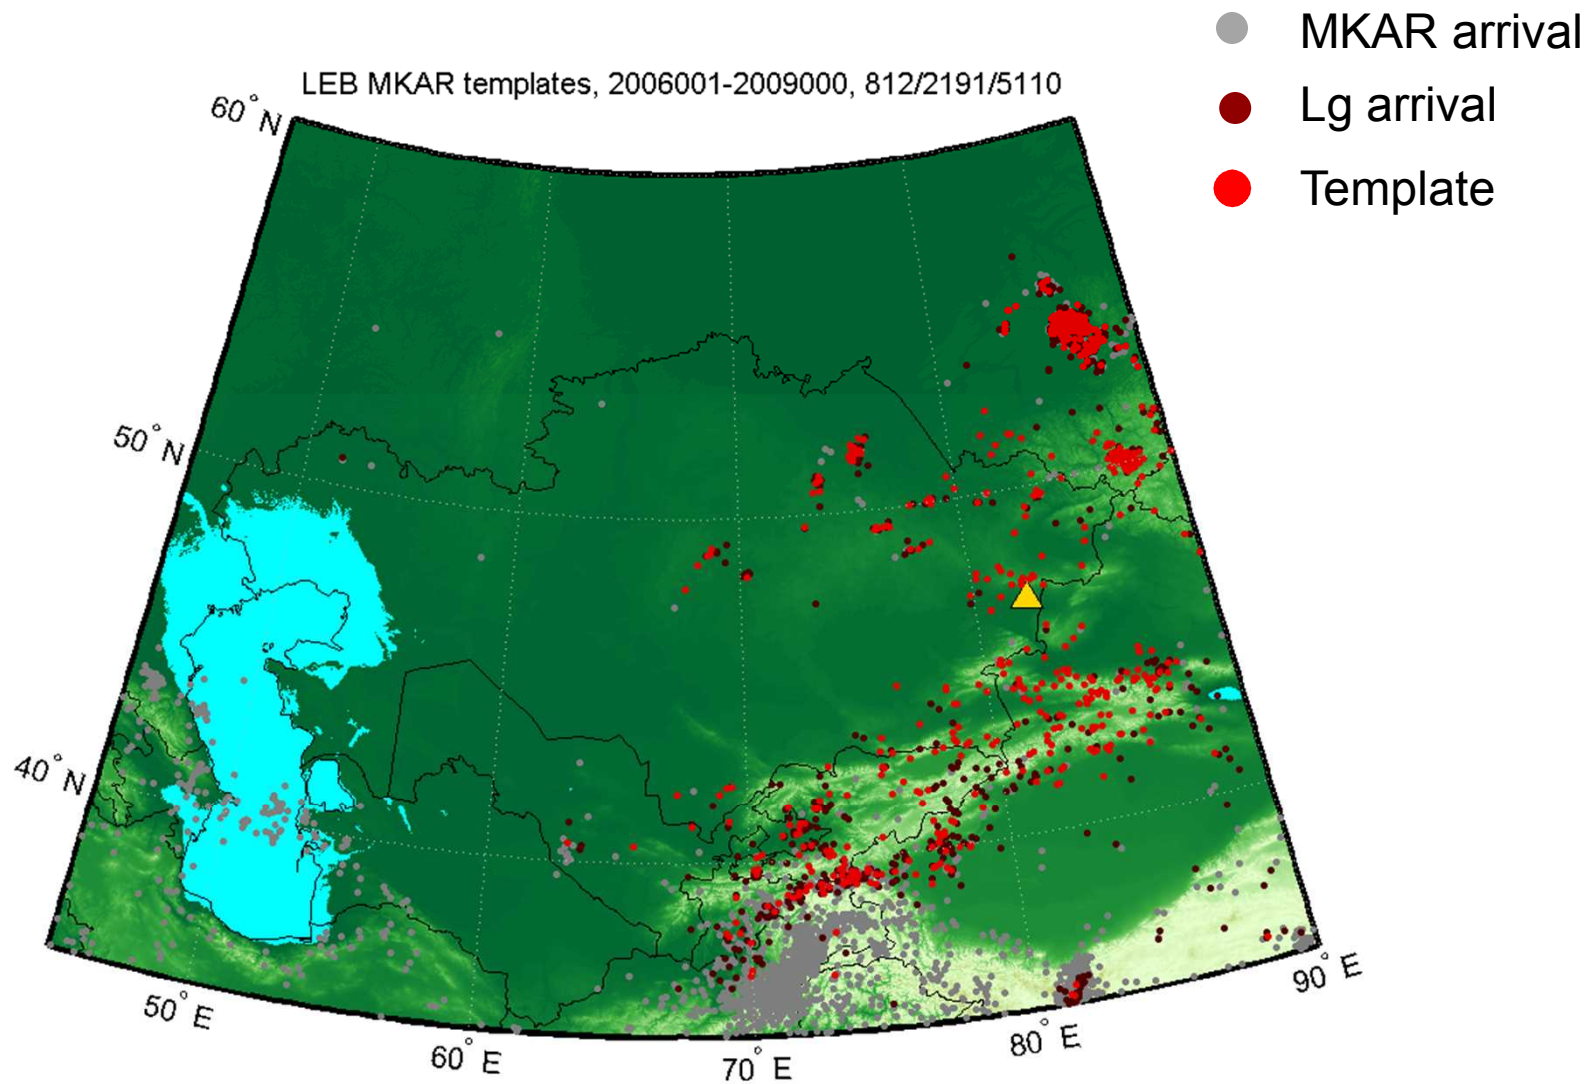 MKAR arrival
LEB MKAR templates, 2006001-2009000, 812/2191/5110
Lg arrival
Template
60° N
50° N
40° N
50° E
60° E
70° E
80° E
90° E